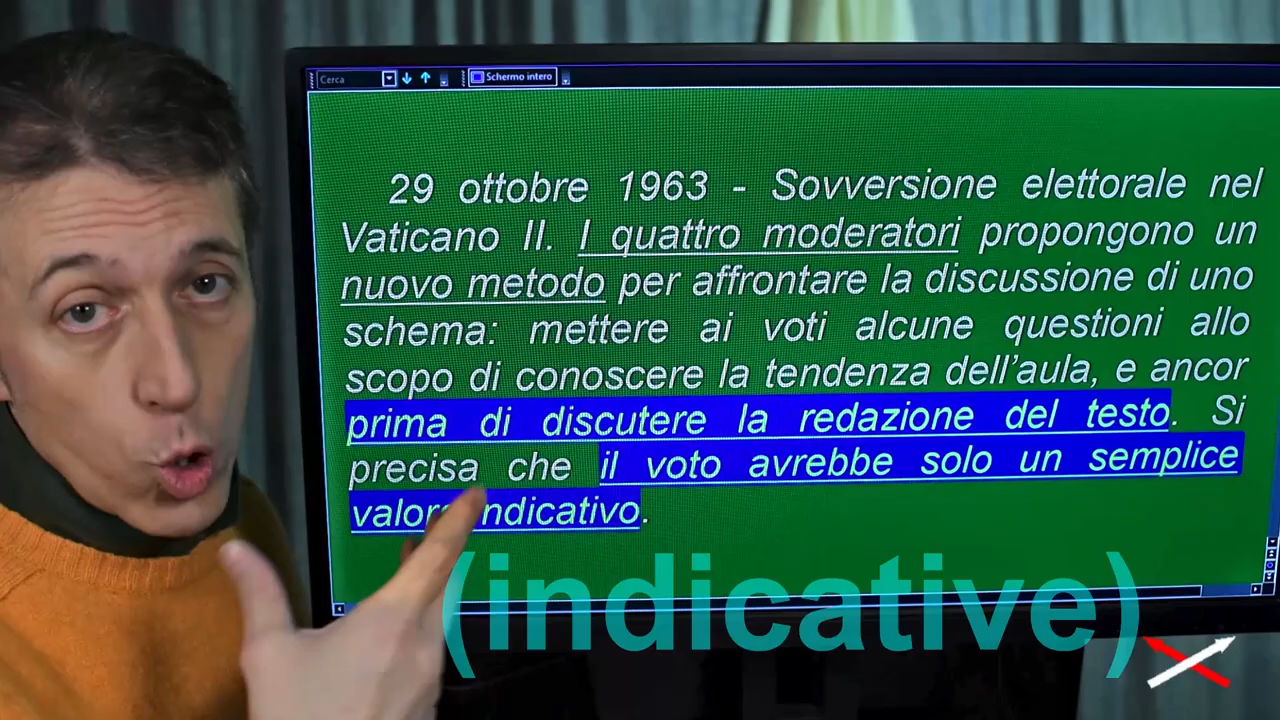 Cerca
Schermo intero
29 ottobre 1963 - Sovversione elettorale nel
Vaticano II. I quattro moderatori propongono un
nuovo metodo per affrontare la discussione di uno
schema: mettere ai voti alcune questioni allo
scopo di conoscere la tendenza dell’aula, e ancor
prima di discutere la redazione del testo. Si
precisa che il voto avrebbe solo un semplice
valore indicativo.
(indicative)